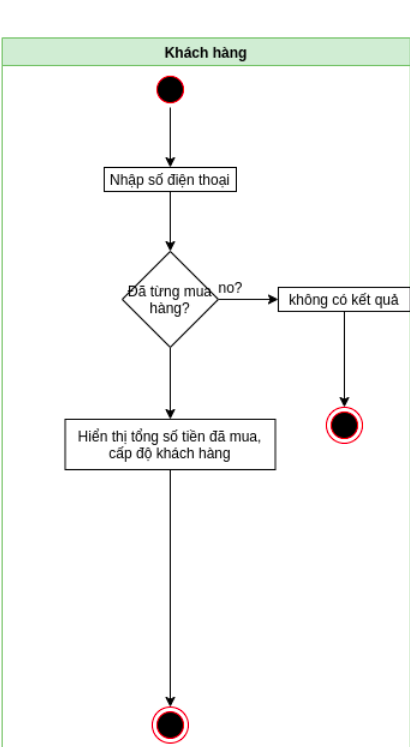 Khách hàng
Nhập số điện thoại
Đã từng mua
hàng?
no?
không có kết quả
Hiển thị tổng số tiền đã mua,
cấp độ khách hàng